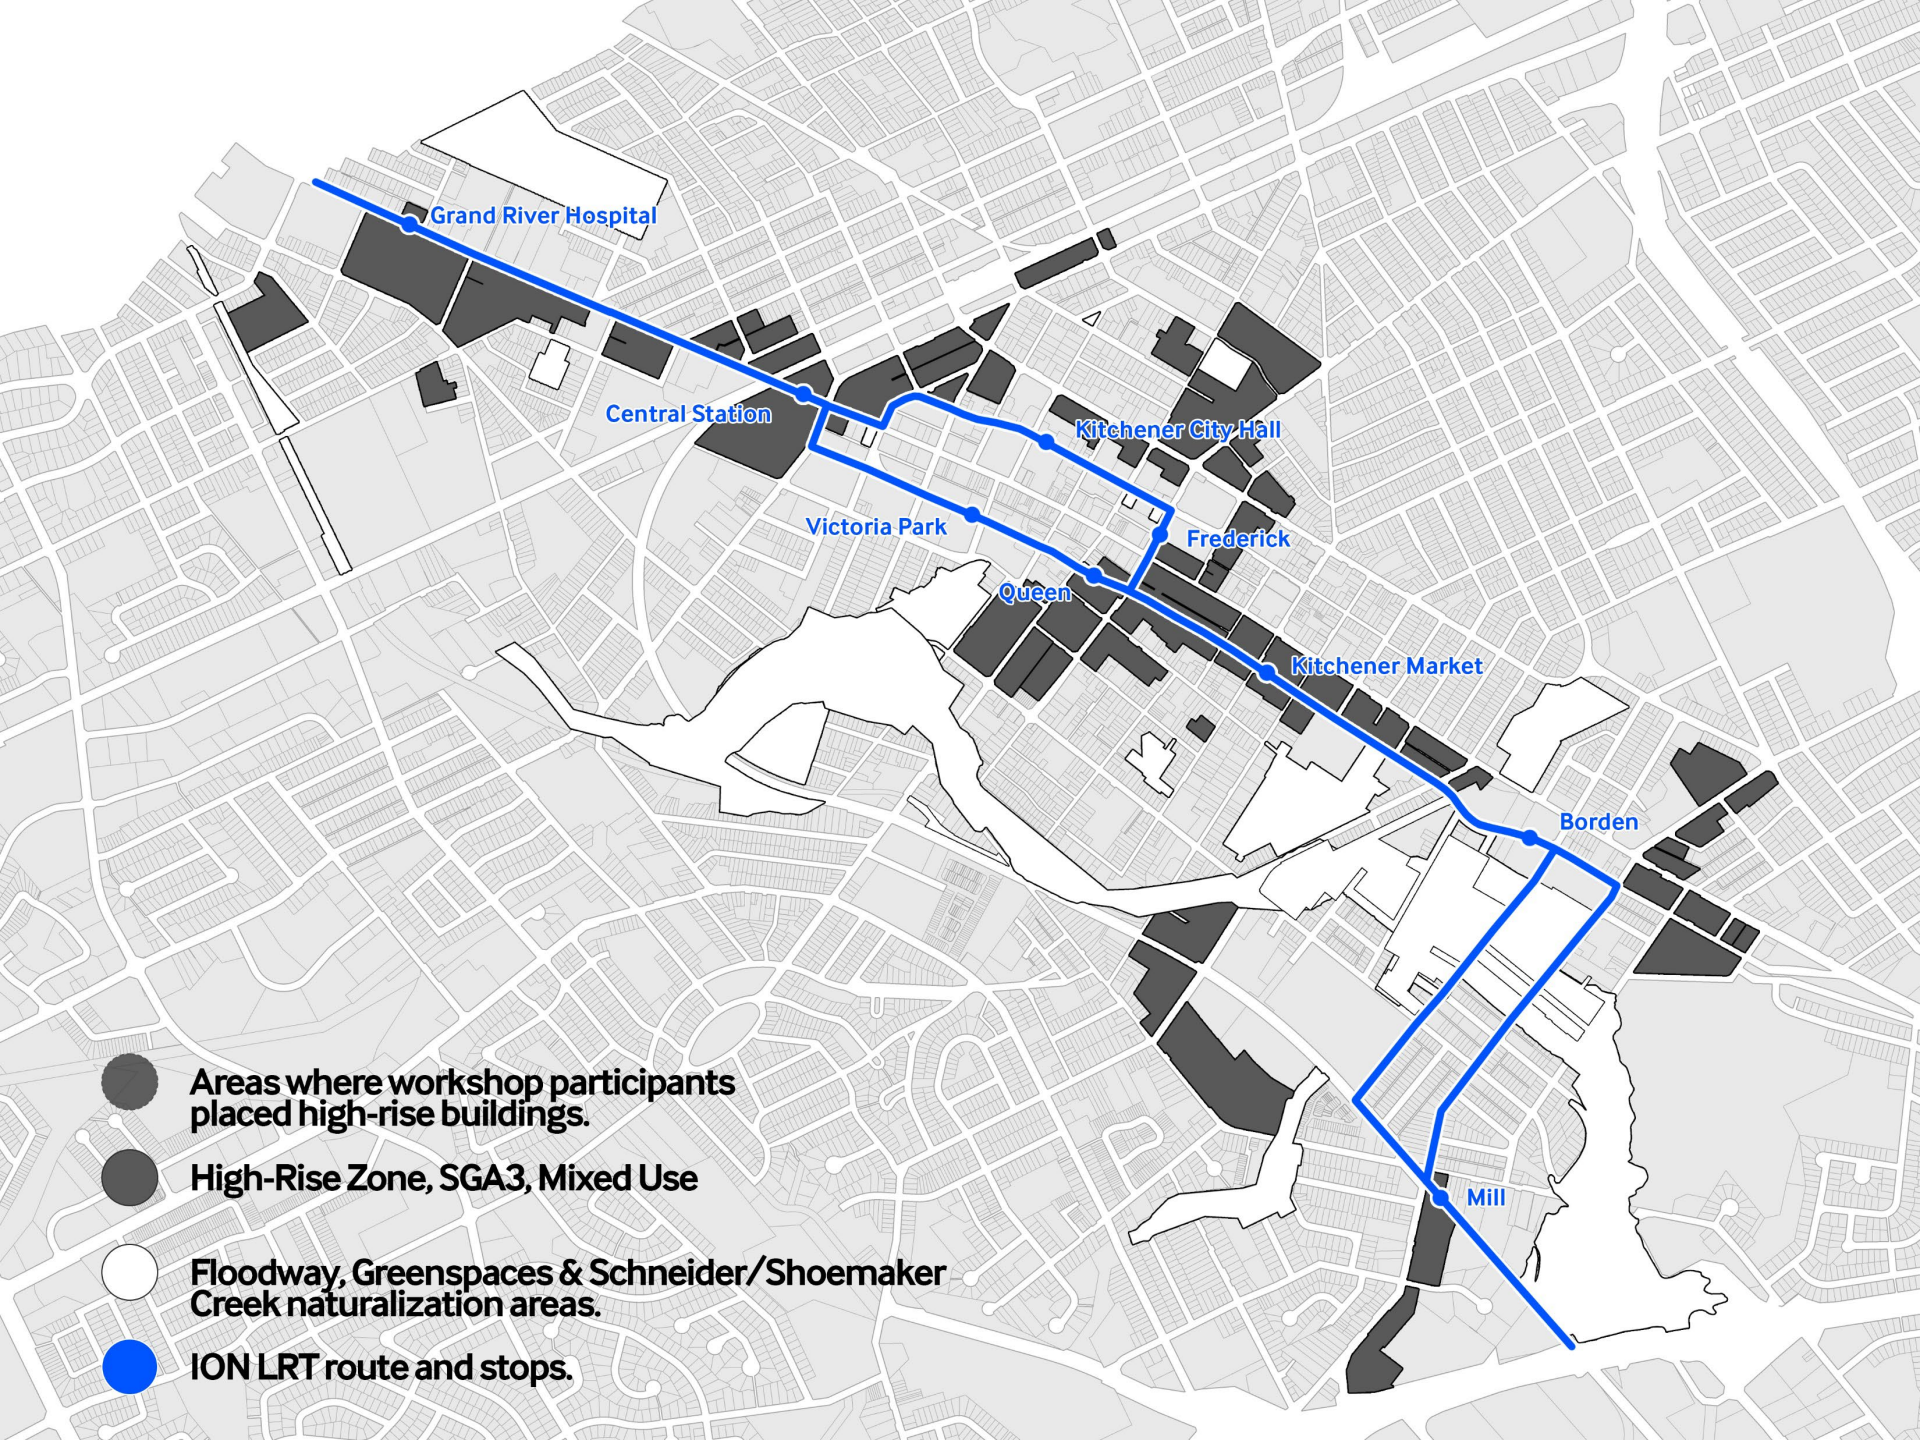 Grand River Hospital
Central Station
Kitchener City Hall
Victoria Park
Frederick
Queen
Kitchener Market
Borden
Mill
Areas where workshop participants
placed high-rise buildings.
High-Rise Zone, SGA3, Mixed Use
Floodway, Greenspaces & Schneider/Shoemaker
Creek naturalization areas.
ION LRT route and stops.